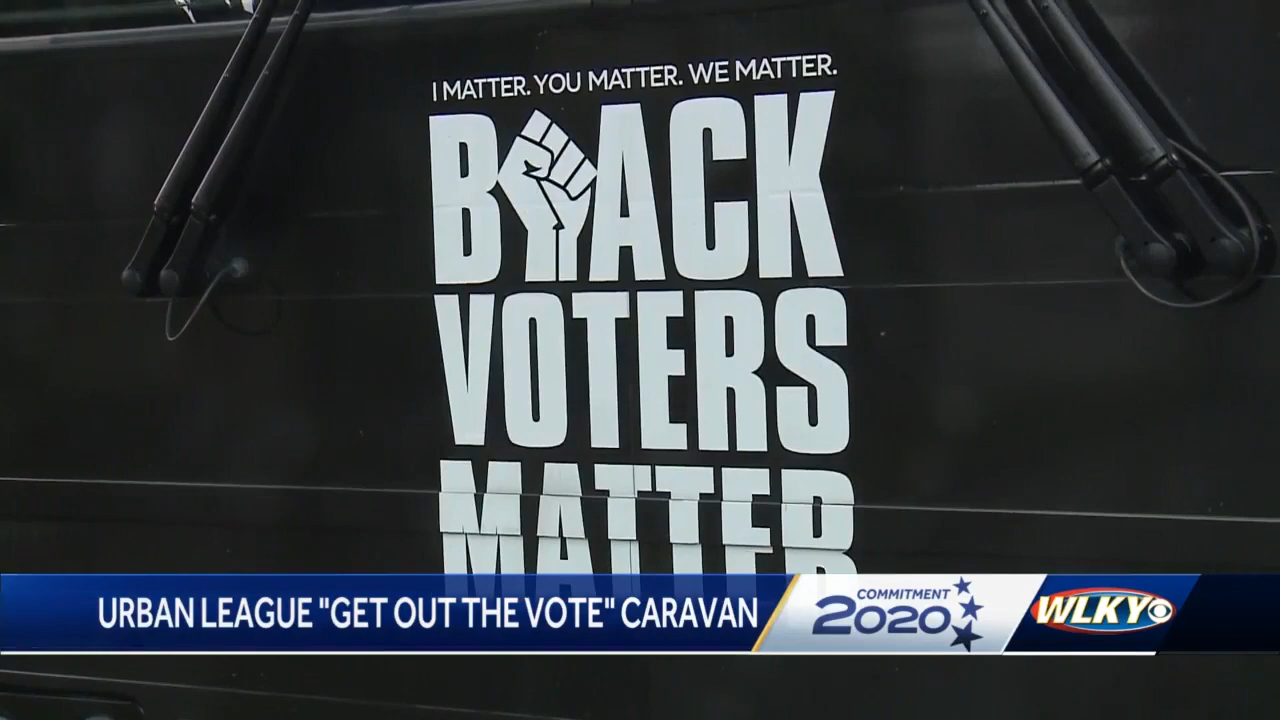 I MATTER. YOU MATTER. WE MATTER.
BLACK
VOTERS
MATTER
URBAN LEAGUE "GET OUT THE VOTE" CARAVAN
COMMITMENT
2020
WLKY